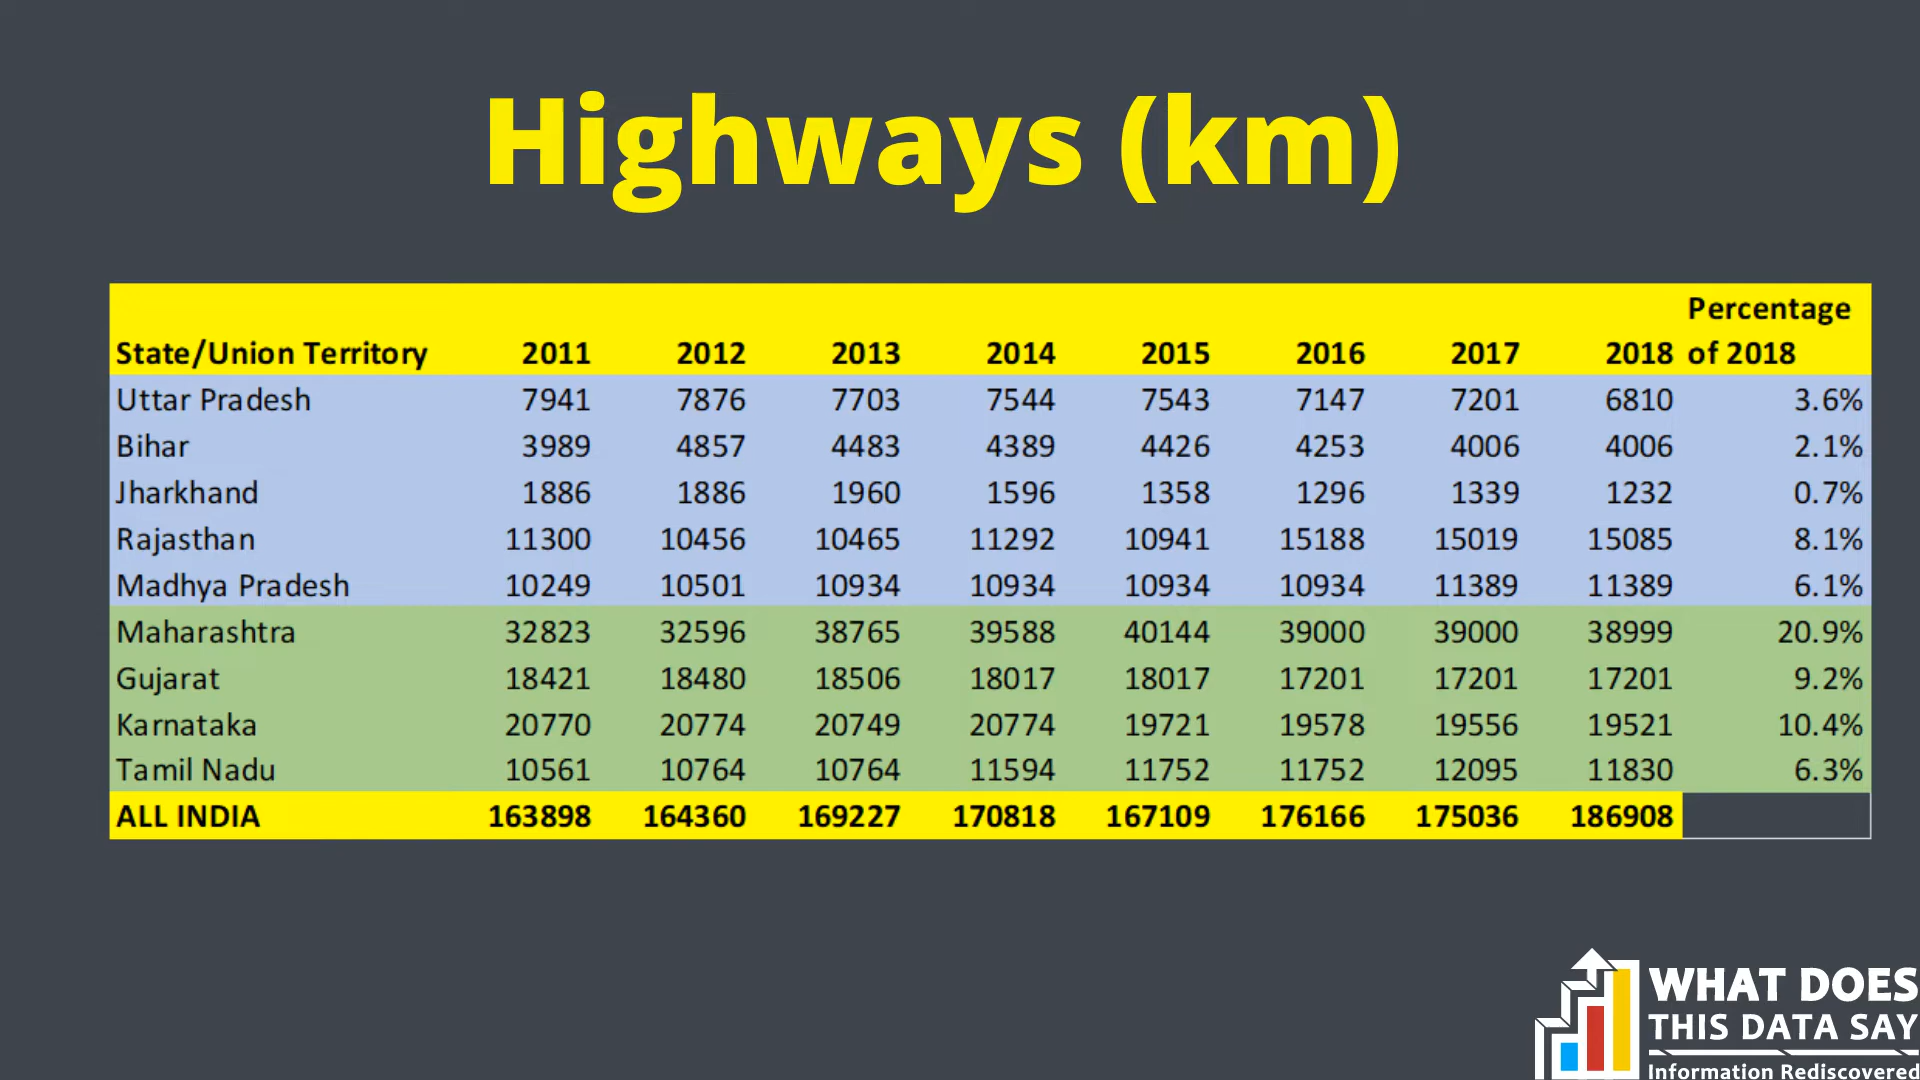 Highways (km)
Percentage
State/Union Territory 2011 2012 2013 2014 2015 2016 2017 2018 of 2018
Uttar Pradesh 7941 7876 7703 7544 7543 7147 7201 6810 3.6%
Bihar 3989 4857 4483 4389 4426 4253 4006 4006 2.1%
Jharkhand 1886 1886 1960 1596 1358 1296 1339 1232 0.7%
Rajasthan 11300 10456 10465 11292 10941 15188 15019 15085 8.1%
Madhya Pradesh 10249 10501 10934 10934 10934 10934 11389 11389 6.1%
Maharashtra 32823 32596 38765 39588 40144 39000 39000 38999 20.9%
Gujarat 18421 18480 18506 18017 18017 17201 17201 17201 9.2%
Karnataka 20770 20774 20749 20774 19721 19578 19556 19521 10.4%
Tamil Nadu 10561 10764 10764 11594 11752 11752 12095 11830 6.3%
ALL INDIA 163898 164360 169227 170818 167109 176166 175036 186908
WHAT DOES
THIS DATA SAY
Information Rediscovered